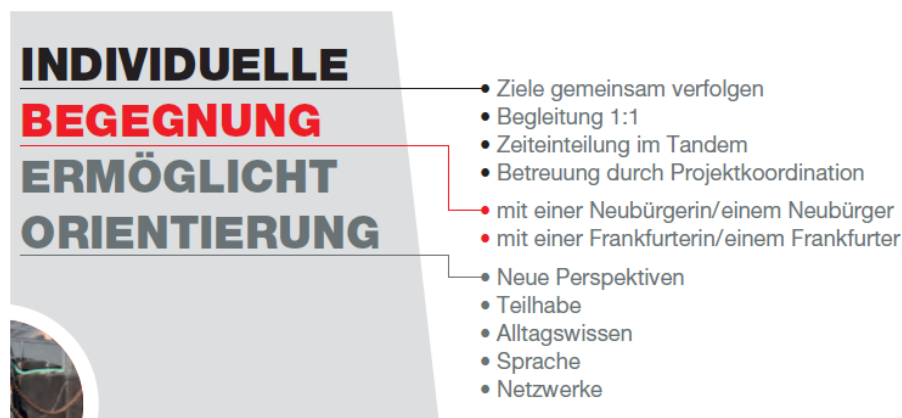 INDIVIDUELLE
BEGEGNUNG
ERMÖGLICHT
ORIENTIERUNG
• Ziele gemeinsam verfolgen
• Begleitung 1:1
• Zeiteinteilung im Tandem
• Betreuung durch Projektkoordination
• mit einer Neubürgerin/einem Neubürger
• mit einer Frankfurterin/einem Frankfurter
• Neue Perspektiven
• Teilhabe
• Alltagswissen
• Sprache
• Netzwerke